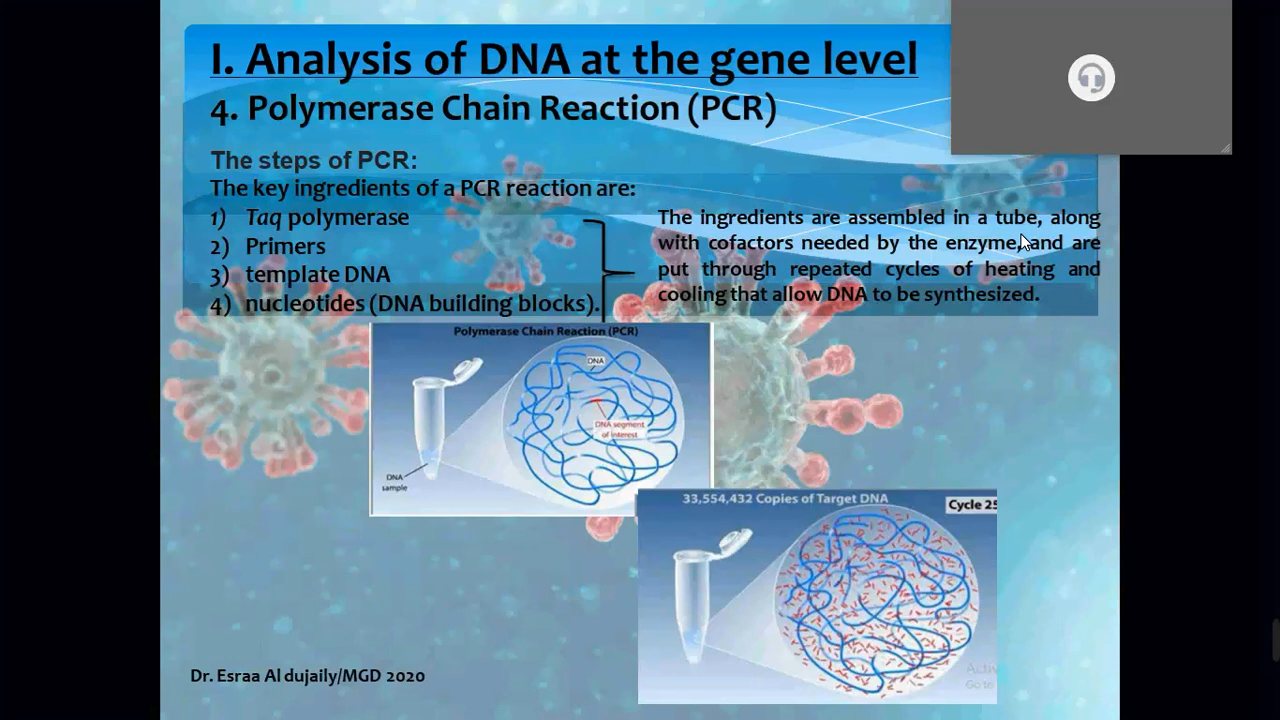 I. Analysis of DNA at the gene level
4. Polymerase Chain Reaction (PCR)
The steps of PCR:
The key ingredients of a PCR reaction are:
1) Taq polymerase
2) Primers
3) template DNA
4) nucleotides (DNA building blocks).
The ingredients are assembled in a tube, along
with cofactors needed by the enzyme, and are
put through repeated cycles of heating and
cooling that allow DNA to be synthesized.
Polymerase Chain Reaction (PCR)
DNA
DNA segment
of interest
DNA
sample
33,554,432 Copies of Target DNA
Cycle 25
Dr. Esraa Al dujaily/MGD 2020